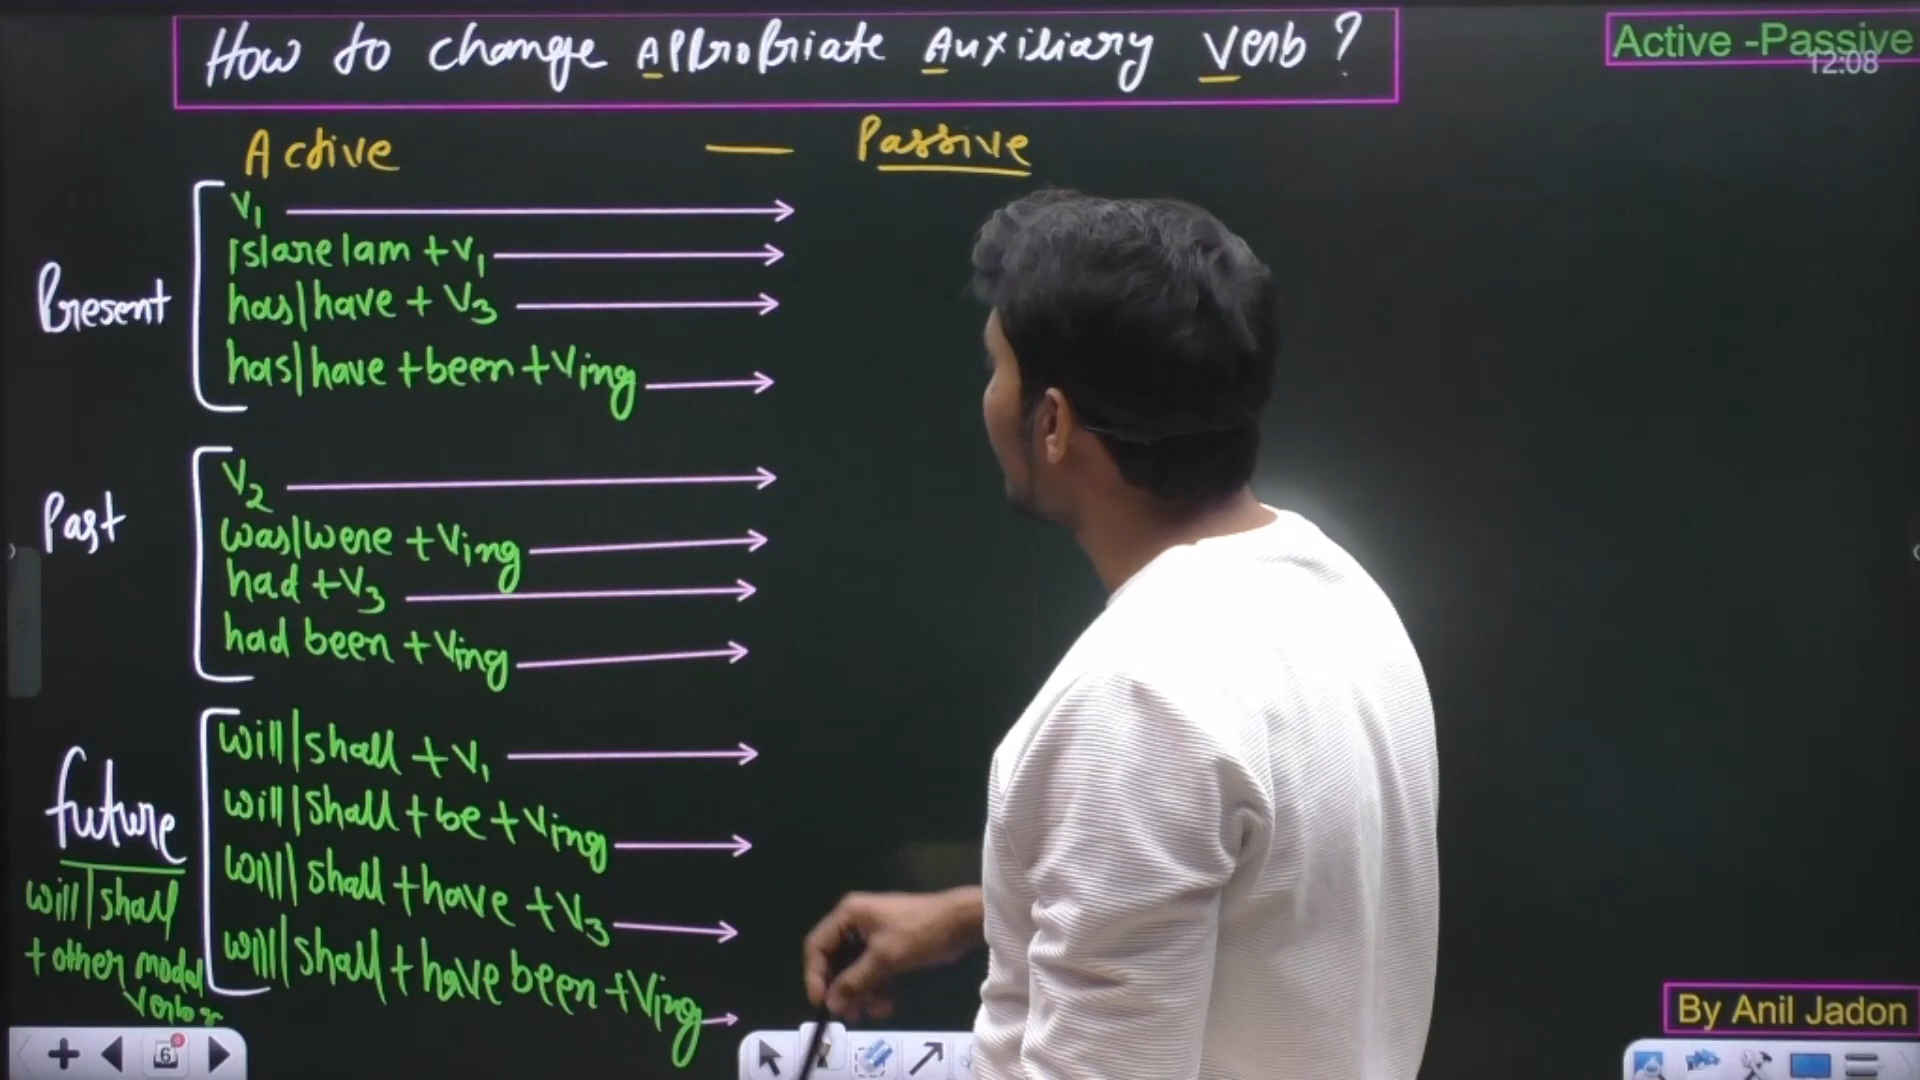 How to change Appropriate Auxiliary Verb ?
Active -Passive
12:08
Active — Passive
Present
V1
is/are/am + V1
has/have + V3
has/have + been + Ving
Past
V2
was/were + Ving
had + V3
had been + Ving
Future
will/shall
+ other modal
verbs
will/shall + V1
will/shall + be + Ving
will/shall + have + V3
will/shall + have been + Ving
By Anil Jadon
6